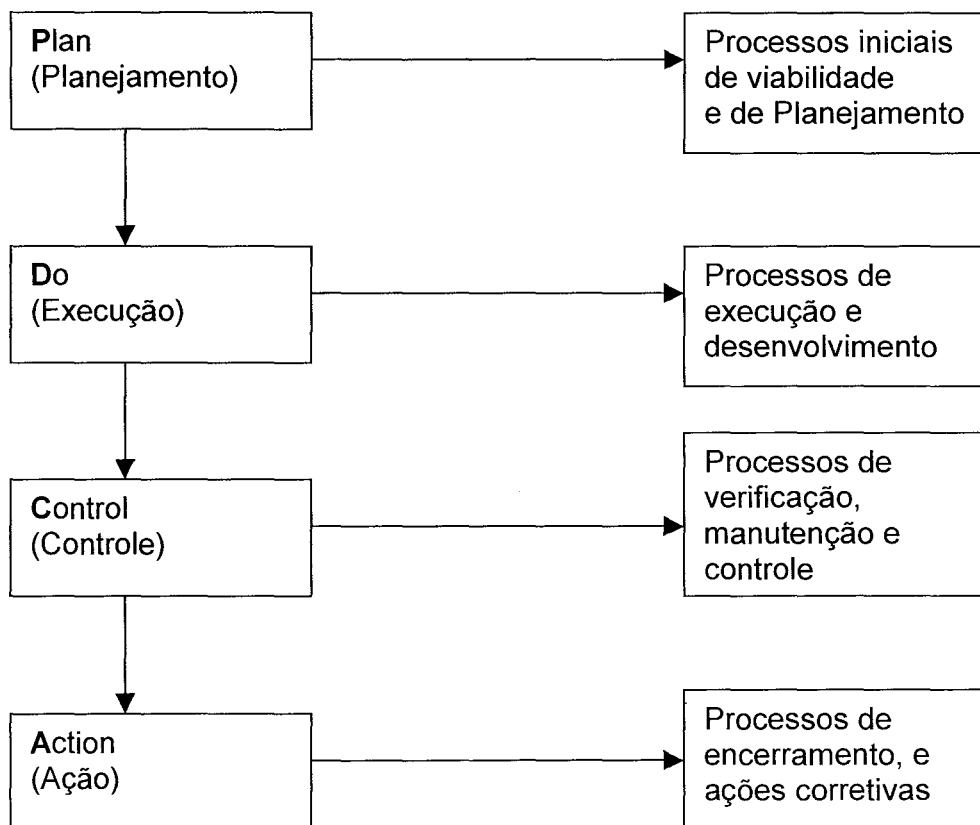 Plan
(Planejamento)
Processos iniciais
de viabilidade
e de Planejamento
Do
(Execução)
Processos de
execução e
desenvolvimento
Control
(Controle)
Processos de
verificação,
manutenção e
controle
Action
(Ação)
Processos de
encerramento, e
ações corretivas